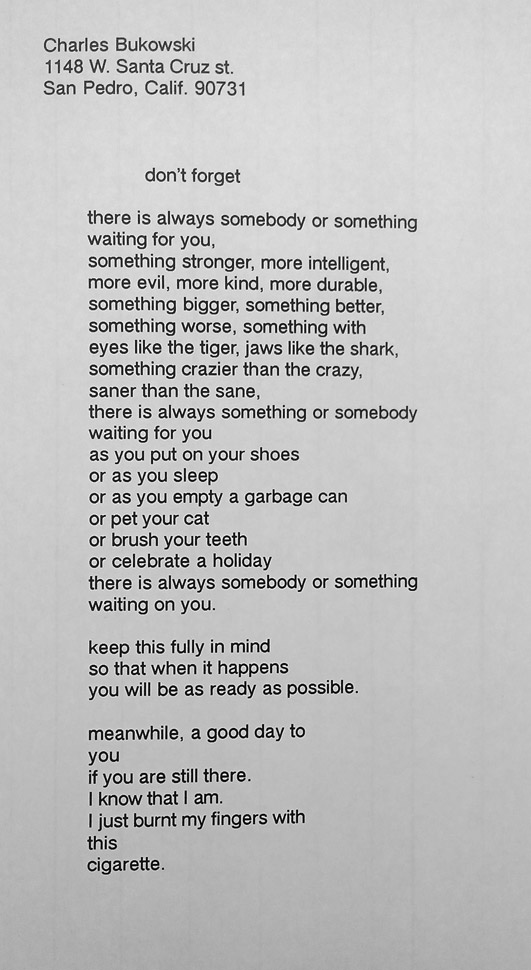 Charles Bukowski
1148 W. Santa Cruz st.
San Pedro, Calif. 90731
don't forget
there is always somebody or something
waiting for you,
something stronger, more intelligent,
more evil, more kind, more durable,
something bigger, something better,
something worse, something with
eyes like the tiger, jaws like the shark,
something crazier than the crazy,
saner than the sane,
there is always something or somebody
waiting for you
as you put on your shoes
or as you sleep
or as you empty a garbage can
or pet your cat
or brush your teeth
or celebrate a holiday
there is always somebody or something
waiting on you.
keep this fully in mind
so that when it happens
you will be as ready as possible.
meanwhile, a good day to
you
if you are still there.
I know that I am.
I just burnt my fingers with
this
cigarette.